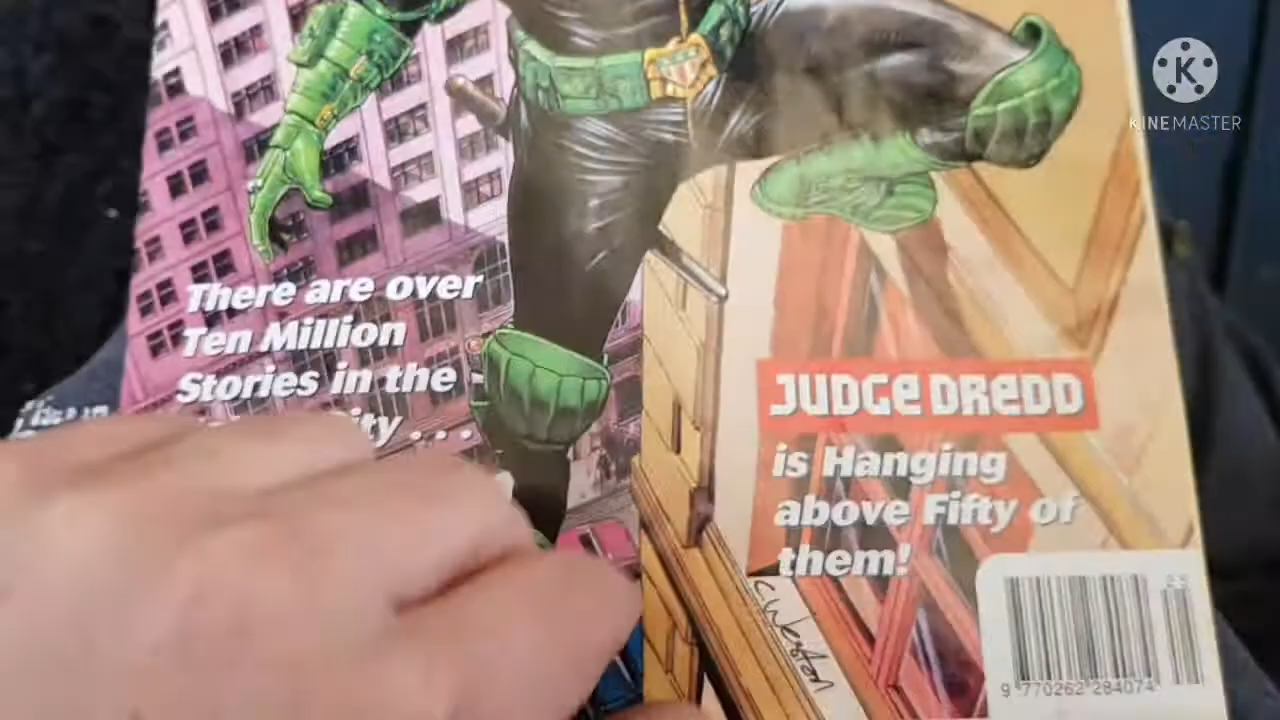 KINEMASTER
There are over
Ten Million
Stories in the
...
JUDGE DREDD
is Hanging
above Fifty of
them!
C. Weston
9 770262 284074